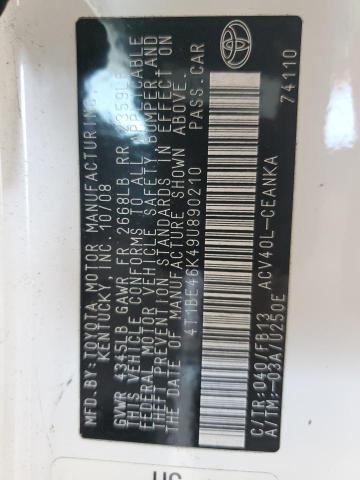 MFD.BY:TOYOTA MOTOR MANUFACTURING,
KENTUCKY, INC. 10/08
GVWR 4345LB GAWR FR 2668LB RR 2359LB
THIS VEHICLE CONFORMS TO ALL APPLICABLE
FEDERAL MOTOR VEHICLE SAFETY, BUMPER AND
THEFT PREVENTION STANDARDS IN EFFECT ON
THE DATE OF MANUFACTURE SHOWN ABOVE.
4T1BE46K49U890210 PASS.CAR
C/TR:040/FB13 ACV40L-CEANKA
A/TM:-03A/U250E 74110